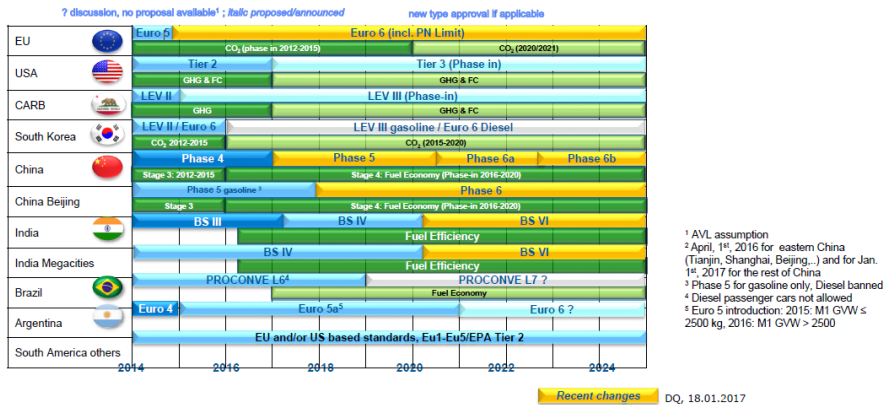 ? discussion, no proposal available¹ ; italic proposed/announced
new type approval if applicable
EU
Euro 5
Euro 6 (incl. PN Limit)
CO₂ (phase in 2012-2015)
CO₂ (2020/2021)
USA
Tier 2
Tier 3 (Phase in)
GHG & FC
GHG & FC
CARB
LEV II
LEV III (Phase-in)
GHG
GHG & FC
South Korea
LEV II / Euro 6
LEV III gasoline / Euro 6 Diesel
CO₂ 2012-2015
CO₂ (2015-2020)
China
Phase 4
Phase 5
Phase 6a
Phase 6b
Stage 3: 2012-2015
Stage 4: Fuel Economy (Phase-in 2016-2020)
China Beijing
Phase 5 gasoline ³
Phase 6
Stage 3
Stage 4: Fuel Economy (Phase-in 2016-2020)
India
BS III
BS IV
BS VI
Fuel Efficiency
India Megacities
BS IV
BS VI
Fuel Efficiency
Brazil
PROCONVE L6⁴
PROCONVE L7 ?
Fuel Economy
Argentina
Euro 4
Euro 5a⁵
Euro 6 ?
South America others
EU and/or US based standards, Eu1-Eu5/EPA Tier 2
2014
2016
2018
2020
2022
2024
¹ AVL assumption
² April, 1st, 2016 for eastern China
(Tianjin, Shanghai, Beijing,..) and for Jan.
1st, 2017 for the rest of China
³ Phase 5 for gasoline only, Diesel banned
⁴ Diesel passenger cars not allowed
⁵ Euro 5 introduction: 2015: M1 GVW ≤
2500 kg, 2016: M1 GVW > 2500
Recent changes
DQ, 18.01.2017